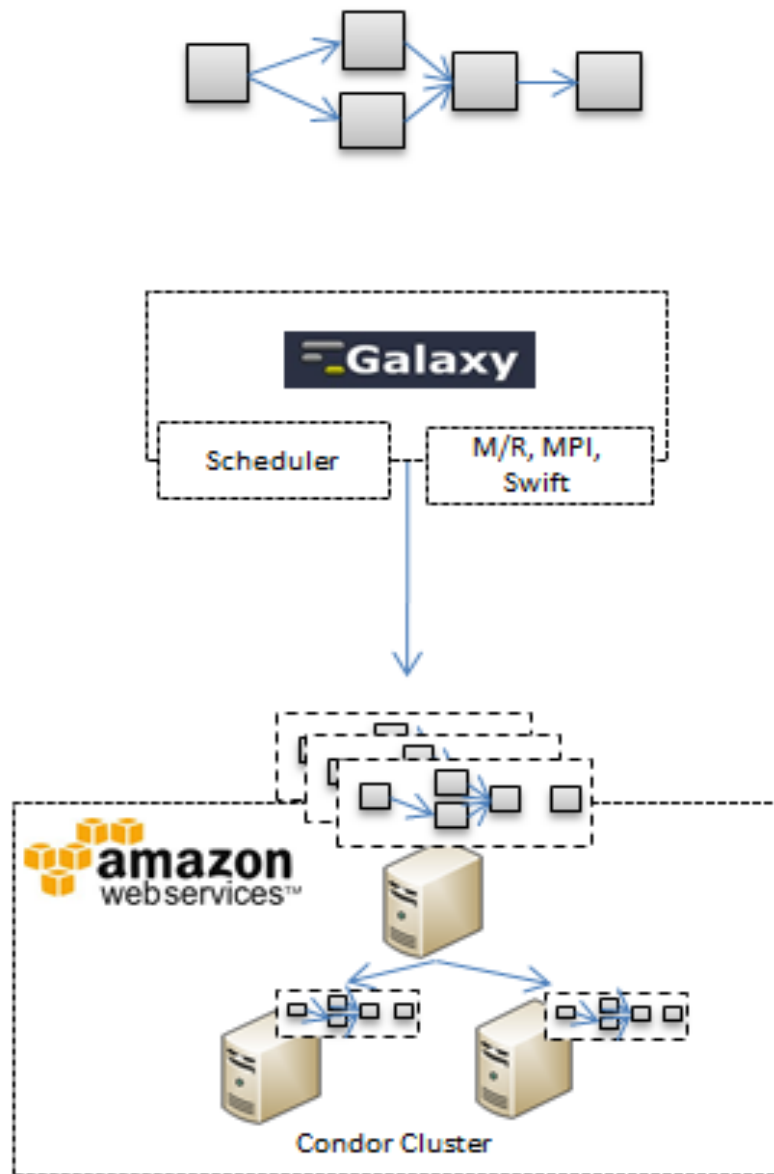 Galaxy
Scheduler
M/R, MPI,
Swift
amazon
webservices™
Condor Cluster